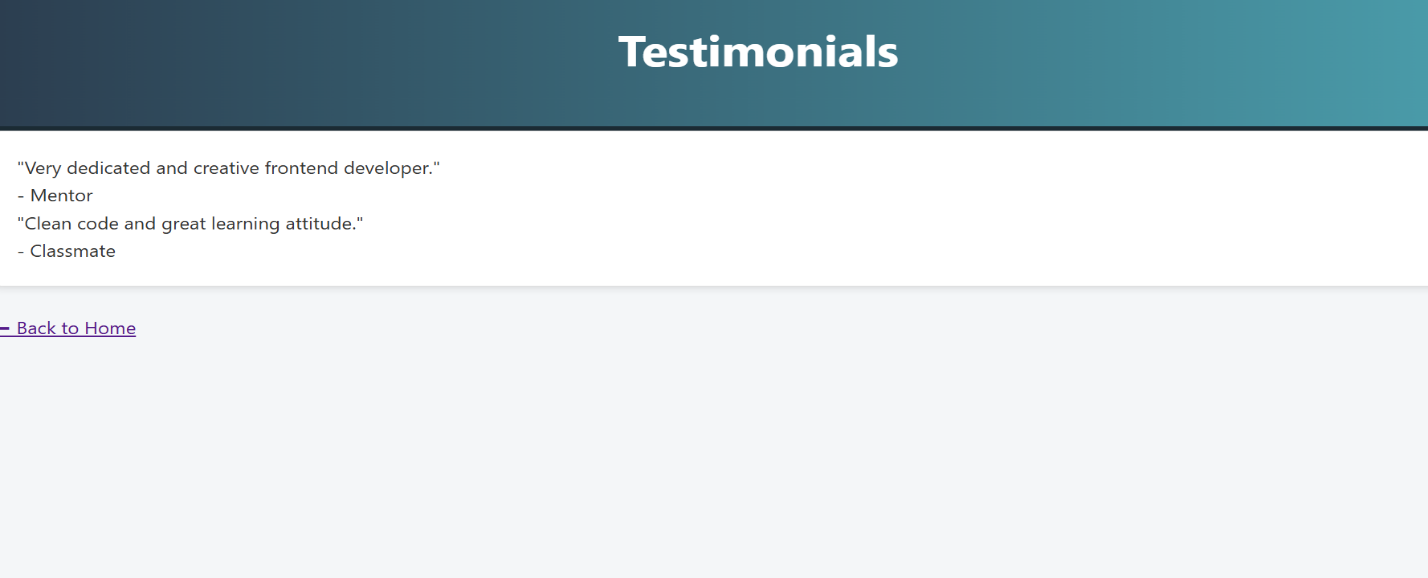 Testimonials
"Very dedicated and creative frontend developer."
- Mentor
"Clean code and great learning attitude."
- Classmate
← Back to Home